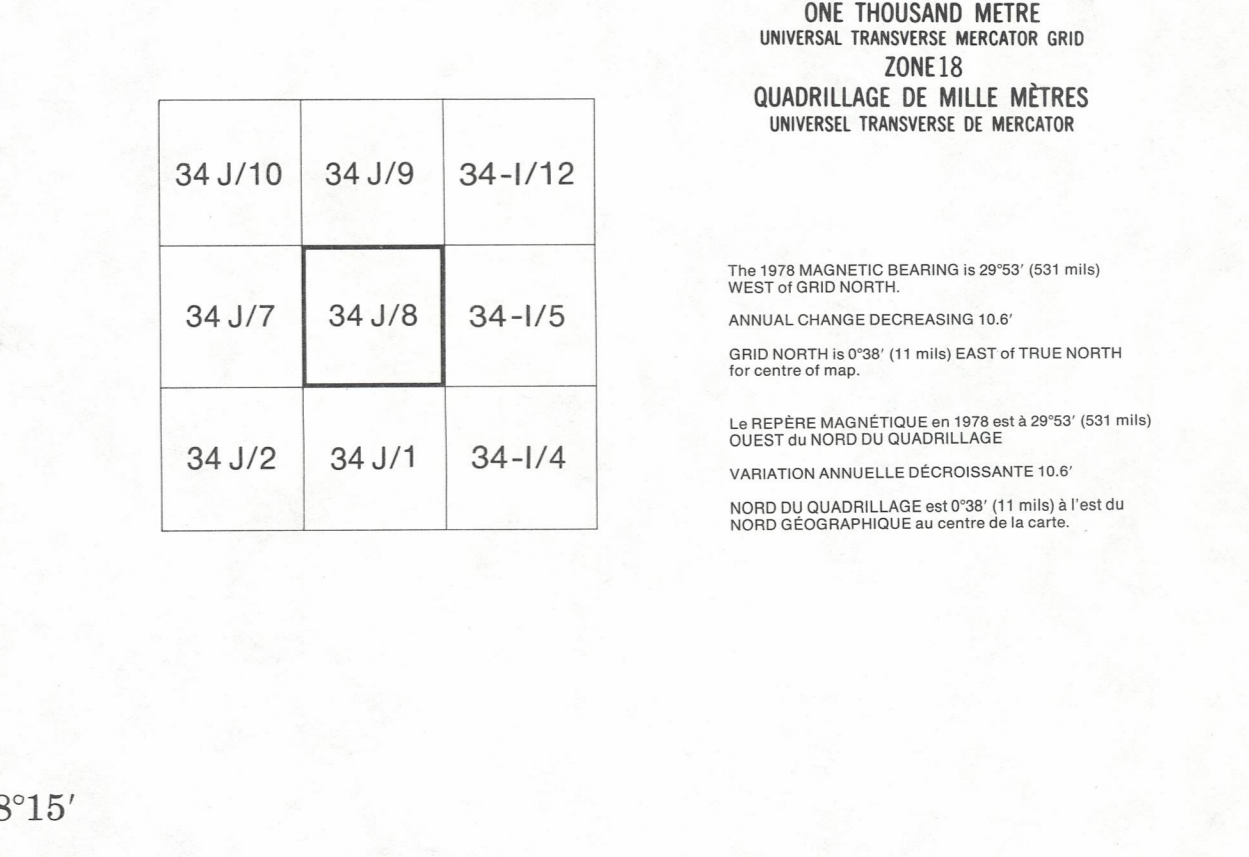 ONE THOUSAND METRE
UNIVERSAL TRANSVERSE MERCATOR GRID
ZONE 18
QUADRILLAGE DE MILLE MÈTRES
UNIVERSEL TRANSVERSE DE MERCATOR
34 J/10 34 J/9 34-I/12
34 J/7 34 J/8 34-I/5
34 J/2 34 J/1 34-I/4
The 1978 MAGNETIC BEARING is 29°53′ (531 mils)
WEST of GRID NORTH.
ANNUAL CHANGE DECREASING 10.6′
GRID NORTH is 0°38′ (11 mils) EAST of TRUE NORTH
for centre of map.
Le REPÈRE MAGNÉTIQUE en 1978 est à 29°53′ (531 mils)
OUEST du NORD DU QUADRILLAGE
VARIATION ANNUELLE DÉCROISSANTE 10.6′
NORD DU QUADRILLAGE est 0°38′ (11 mils) à l'est du
NORD GÉOGRAPHIQUE au centre de la carte.
8°15′